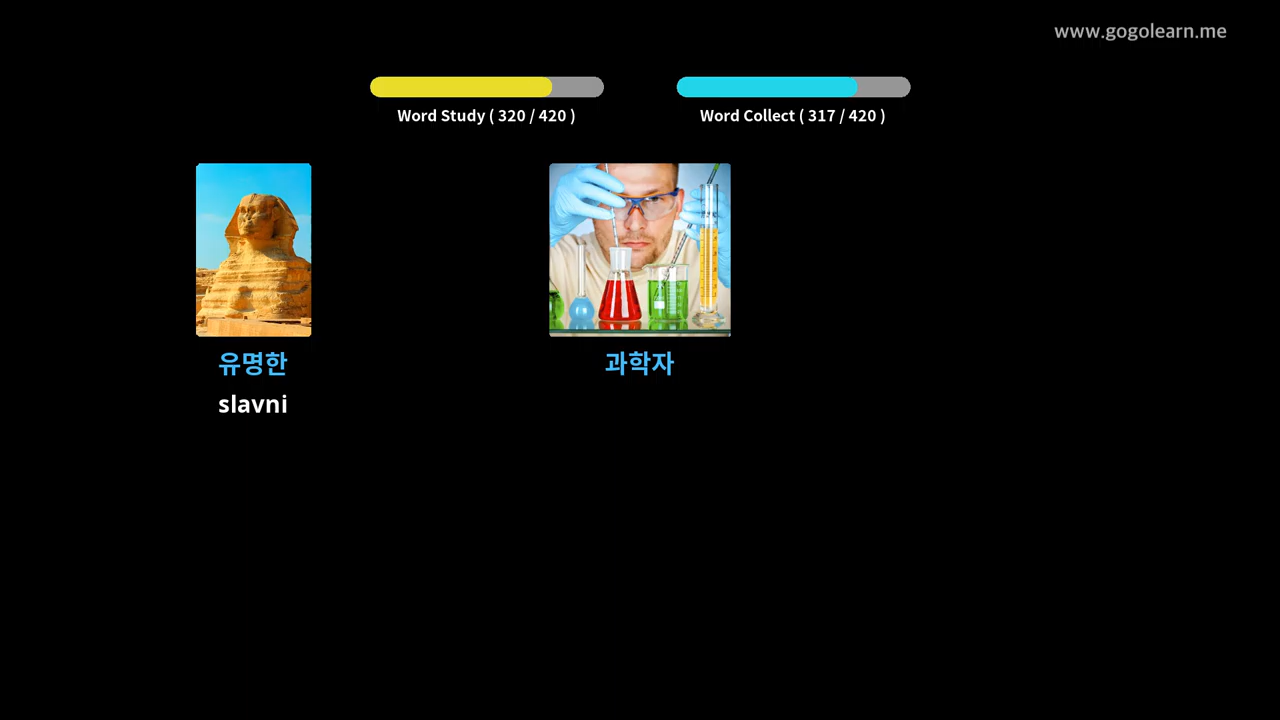 www.gogolearn.me
Word Study ( 320 / 420 )
Word Collect ( 317 / 420 )
유명한
과학자
slavni